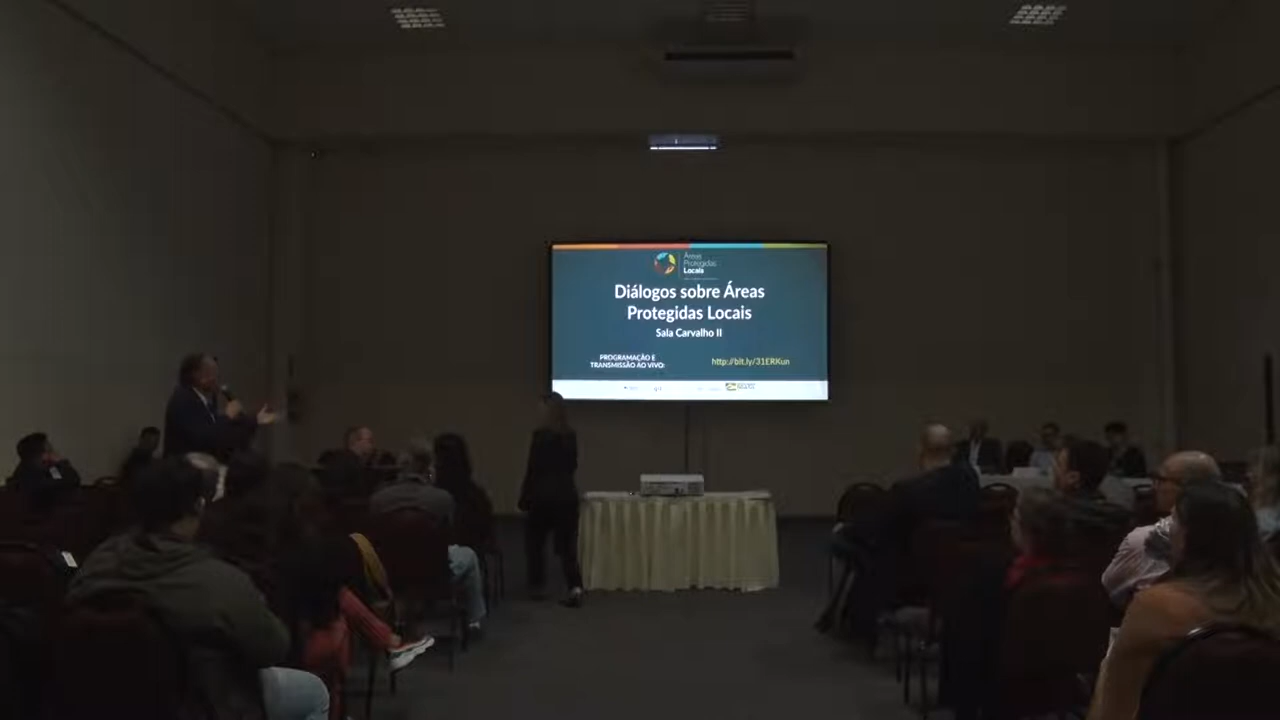 Áreas
Protegidas
Locais
Diálogos sobre Áreas
Protegidas Locais
Sala Carvalho II
PROGRAMAÇÃO E
TRANSMISSÃO AO VIVO:
http://bit.ly/31ERKun